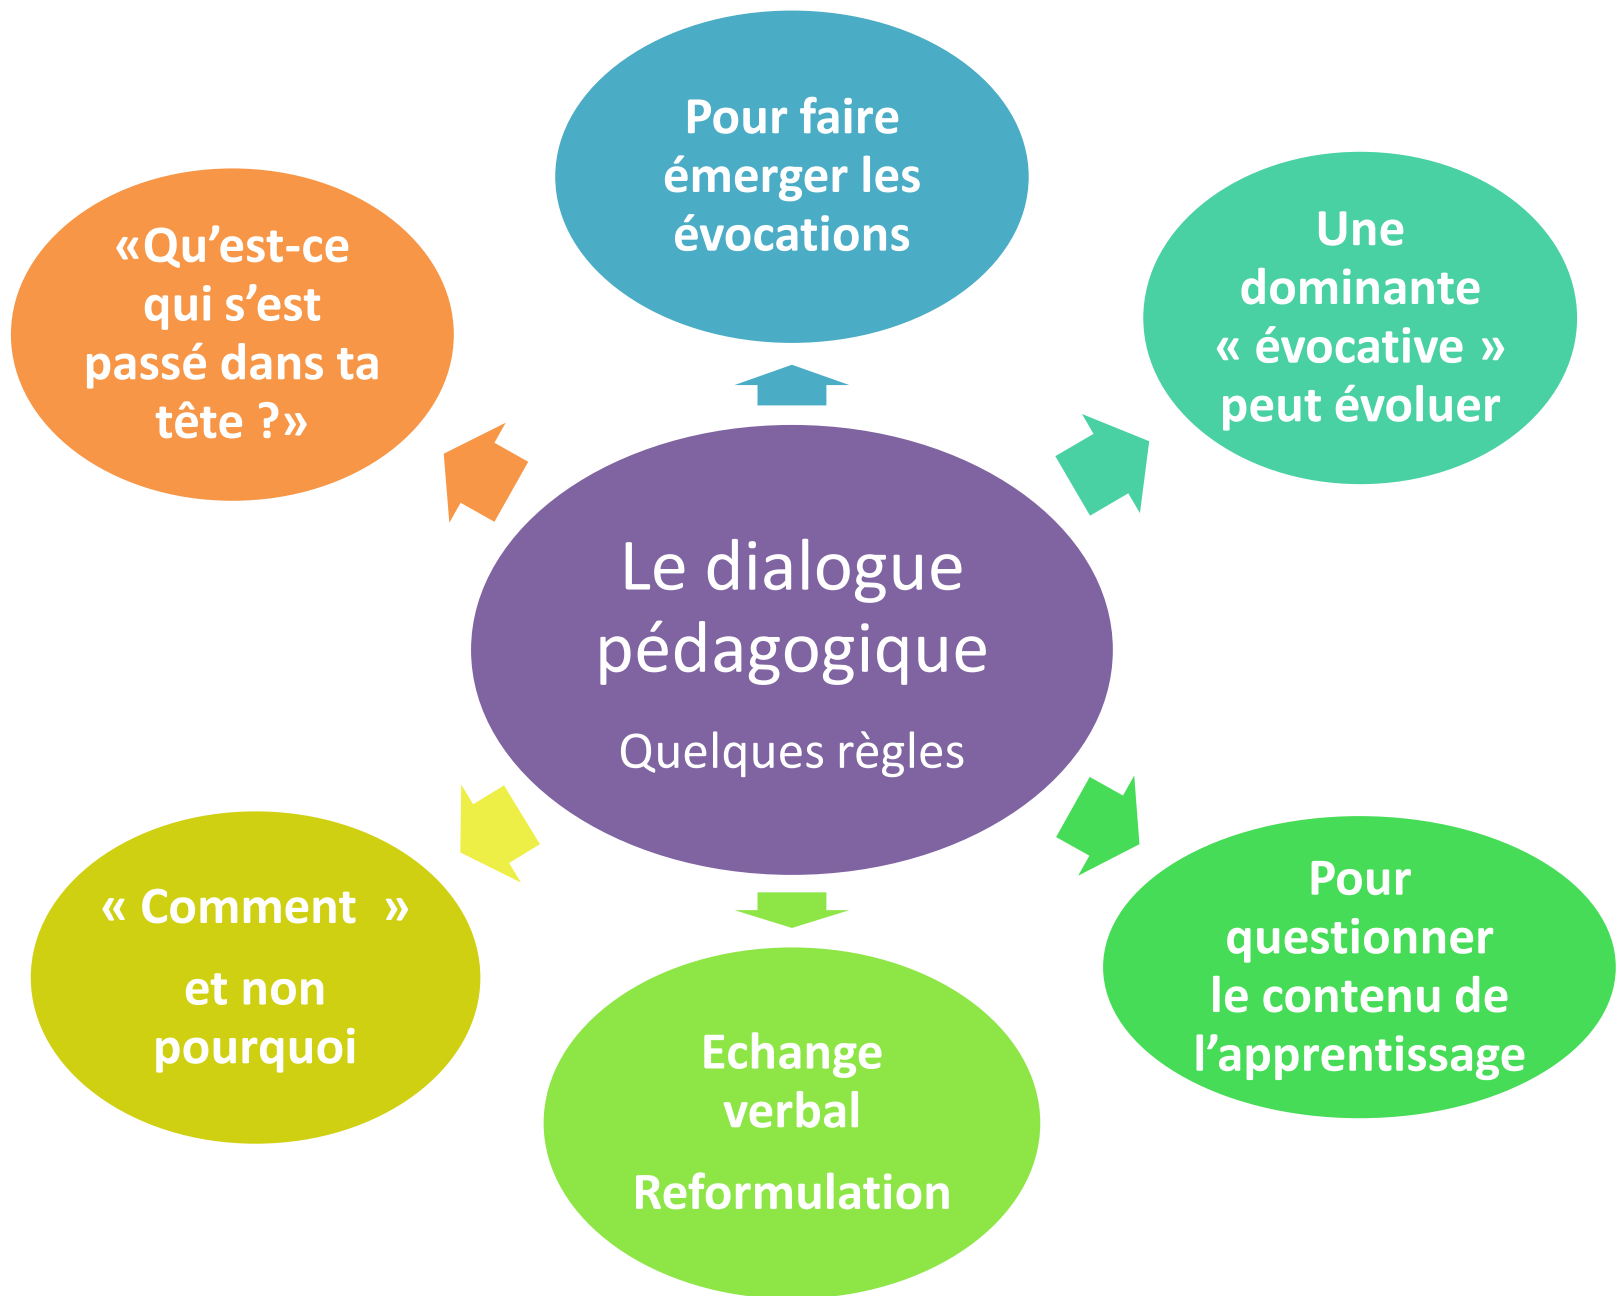 Pour faire
émerger les
évocations
Une
dominante
« évocative »
peut évoluer
Pour
questionner
le contenu de
l’apprentissage
Echange
verbal
Reformulation
« Comment  »
et non
pourquoi
«Qu’est-ce
qui s’est
passé dans ta
tête ?»
Le dialogue
pédagogique
Quelques règles